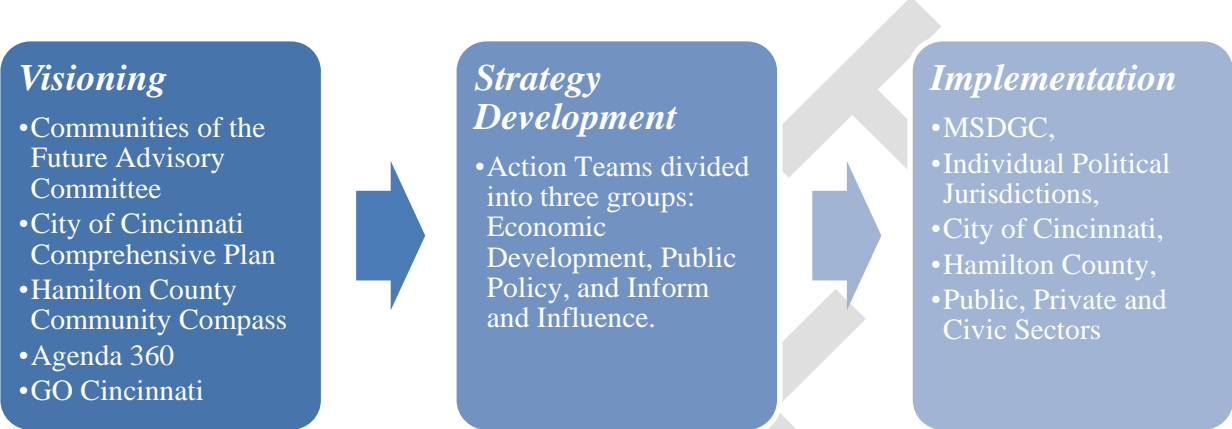 Visioning
•Communities of the
Future Advisory
Committee
•City of Cincinnati
Comprehensive Plan
•Hamilton County
Community Compass
•Agenda 360
•GO Cincinnati
Strategy
Development
•Action Teams divided
into three groups:
Economic
Development, Public
Policy, and Inform
and Influence.
Implementation
•MSDGC,
•Individual Political
Jurisdictions,
•City of Cincinnati,
•Hamilton County,
•Public, Private and
Civic Sectors